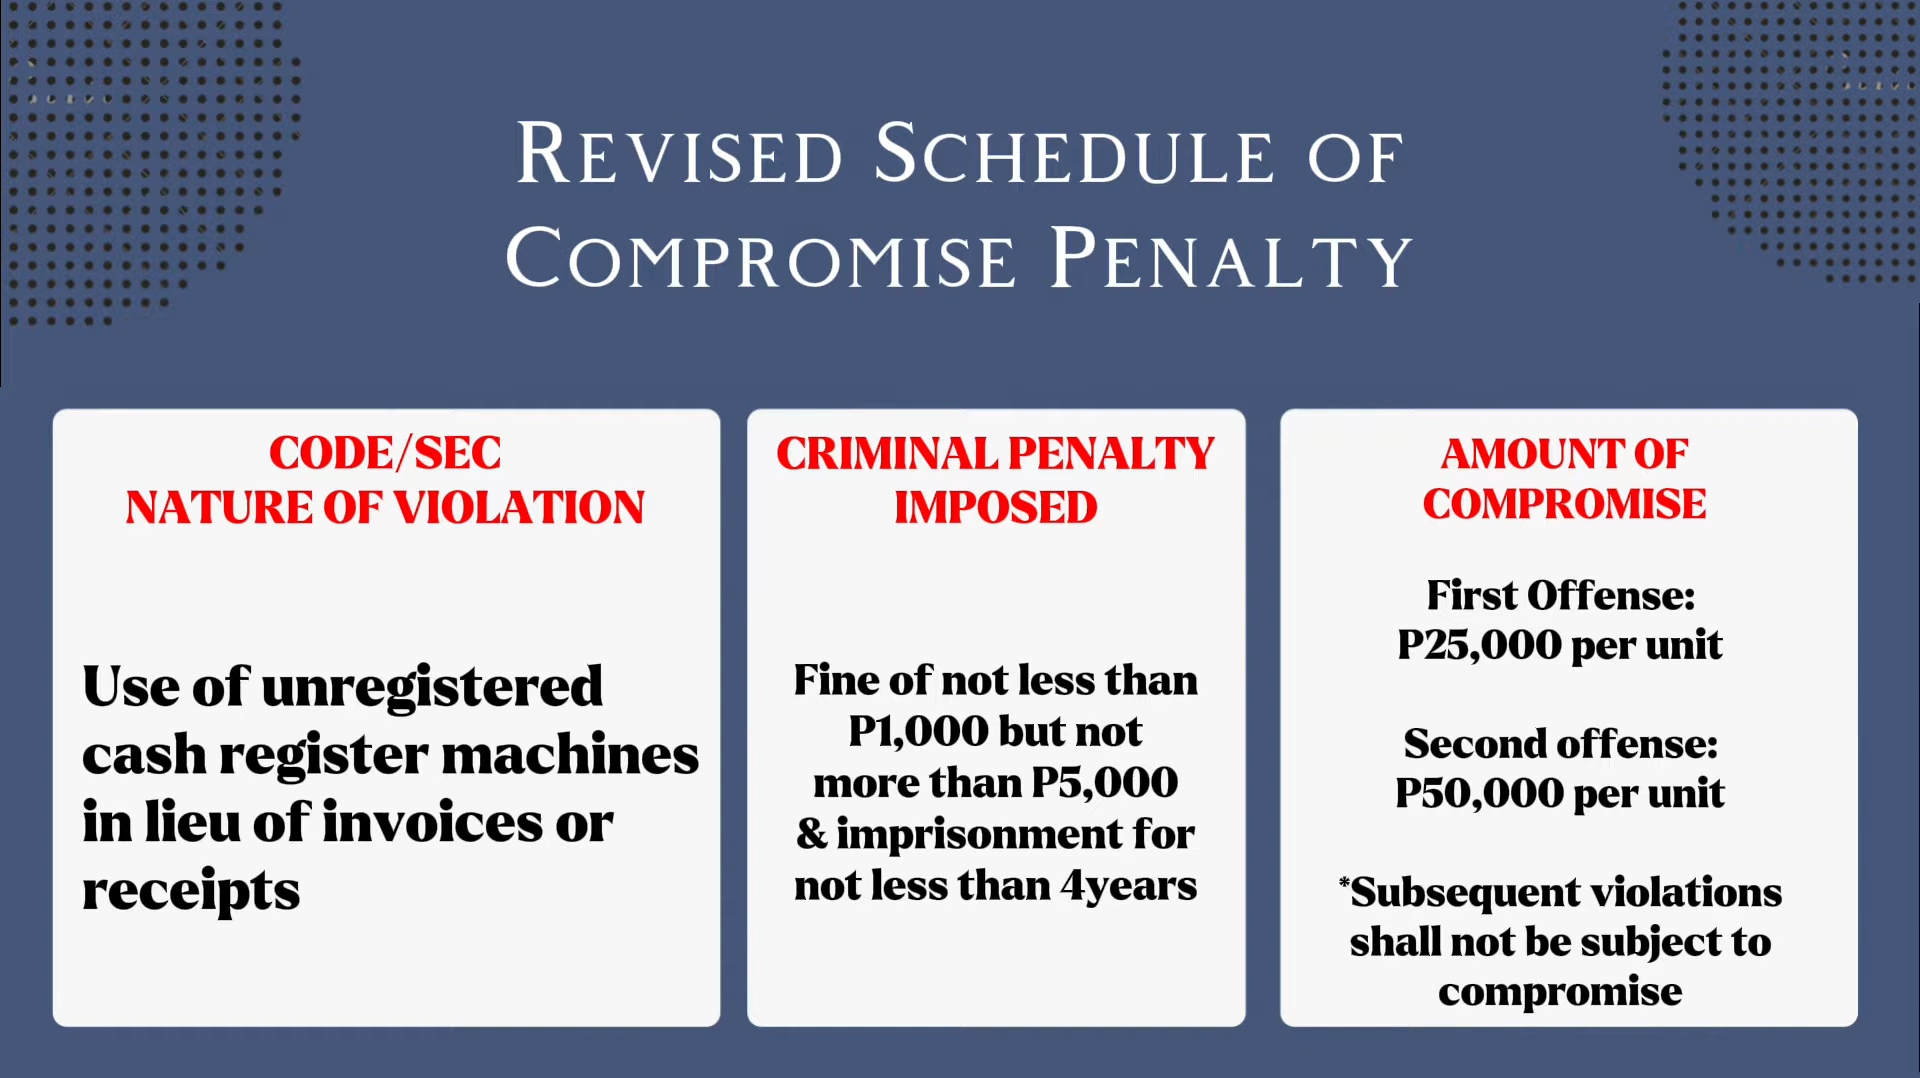 REVISED SCHEDULE OF
COMPROMISE PENALTY
CODE/SEC
NATURE OF VIOLATION
Use of unregistered
cash register machines
in lieu of invoices or
receipts
CRIMINAL PENALTY
IMPOSED
Fine of not less than
P1,000 but not
more than P5,000
& imprisonment for
not less than 4years
AMOUNT OF
COMPROMISE
First Offense:
P25,000 per unit
Second offense:
P50,000 per unit
*Subsequent violations
shall not be subject to
compromise